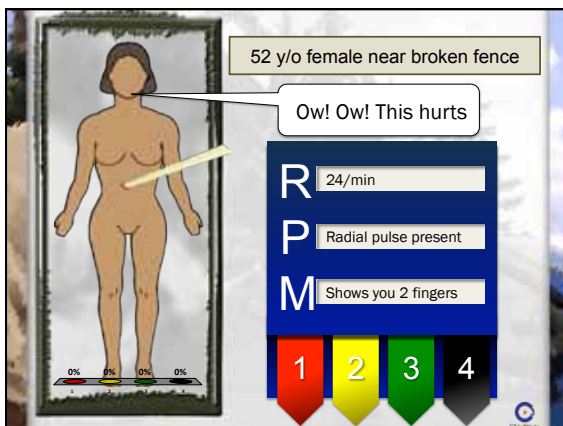 52 y/o female near broken fence
Ow! Ow! This hurts
R 24/min
P Radial pulse present
M Shows you 2 fingers
0% 0% 0% 0%
1 2 3 4